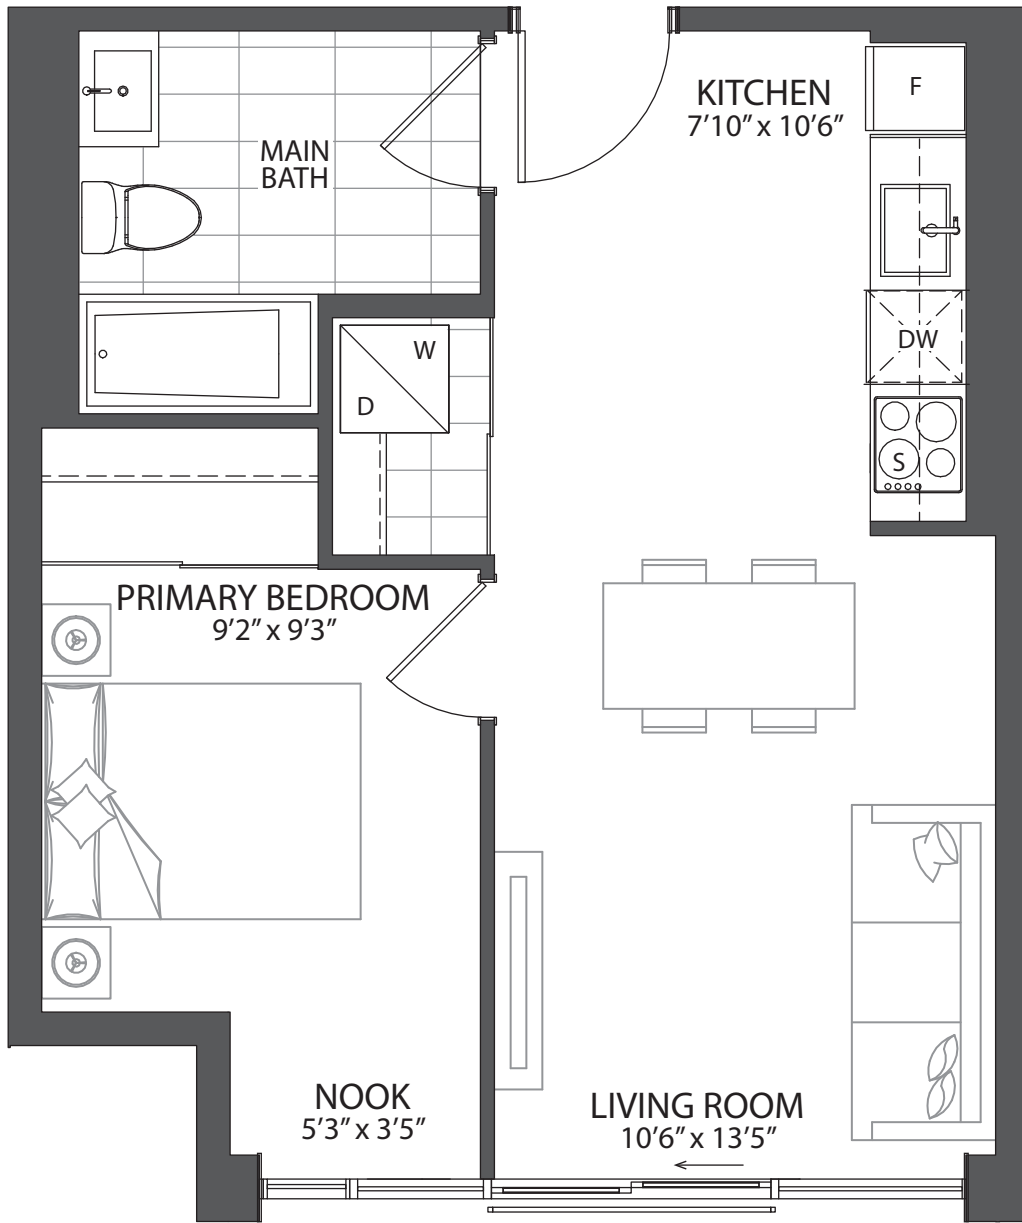 KITCHEN
7'10" x 10'6"
F
MAIN
BATH
DW
W
D
S
PRIMARY BEDROOM
9'2" x 9'3"
NOOK
5'3" x 3'5"
LIVING ROOM
10'6" x 13'5"